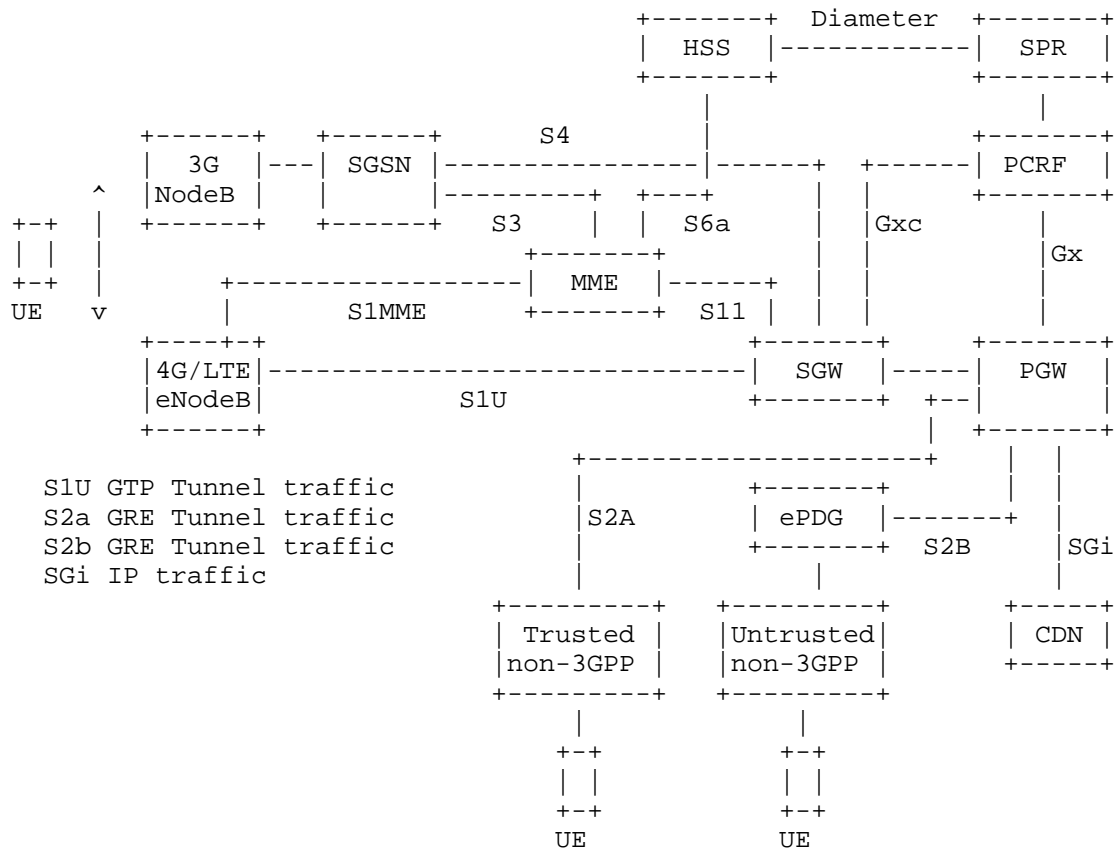 Diameter
HSS SPR
S4
3G SGSN PCRF
NodeB
S3 S6a Gxc
MME Gx
UE S1MME S11
4G/LTE SGW PGW
eNodeB S1U
S1U GTP Tunnel traffic
S2a GRE Tunnel traffic S2A ePDG
S2b GRE Tunnel traffic S2B SGi
SGi IP traffic
Trusted Untrusted CDN
non-3GPP non-3GPP
UE UE